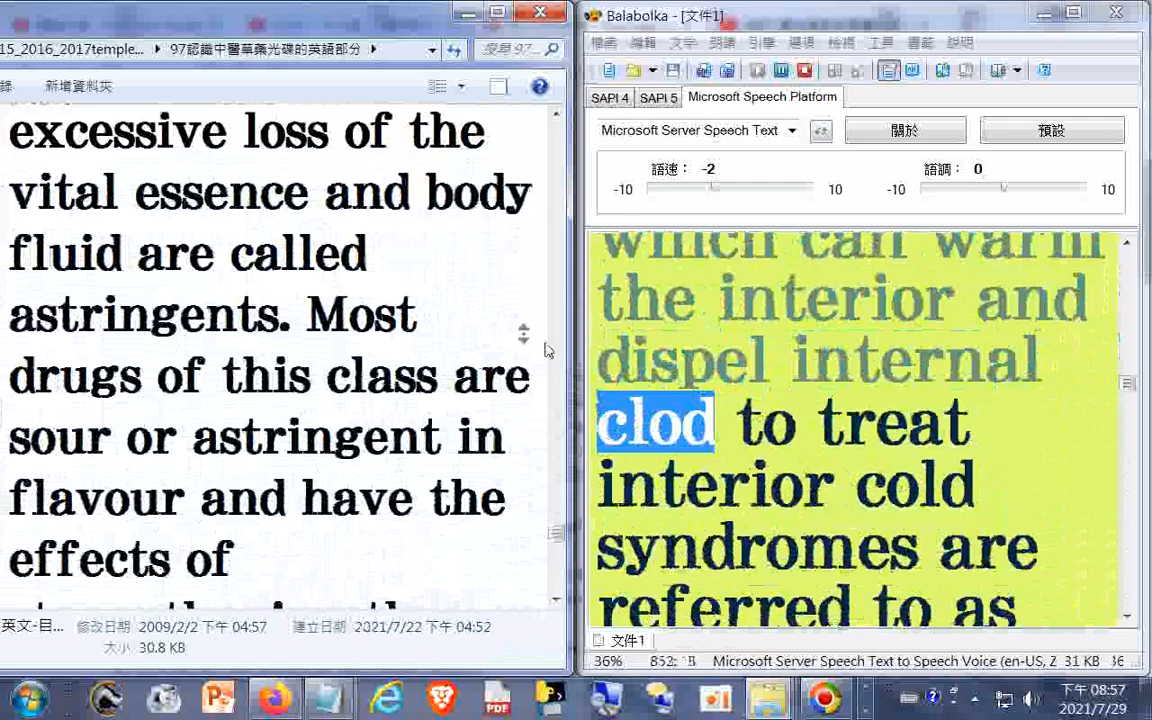 15_2016_2017temple...
97認識中醫草藥光碟的英語部分
搜尋 97...
錄
新增資料夾
excessive loss of the
vital essence and body
fluid are called
astringents. Most
drugs of this class are
sour or astringent in
flavour and have the
effects of
英文-目...
修改日期 2009/2/2 下午 04:57
建立日期 2021/7/22 下午 04:52
大小 30.8 KB
Balabolka - [文件1]
檔案 編輯 文字 朗讀 引擎 選項 檢視 工具 書籤 說明
SAPI 4 SAPI 5 Microsoft Speech Platform
Microsoft Server Speech Text
關於
預設
語速： -2
語調： 0
-10 10 -10 10
which can warm
the interior and
dispel internal
clod to treat
interior cold
syndromes are
referred to as
文件1
36%
852:
Microsoft Server Speech Text to Speech Voice (en-US, Z
31 KB
下午 08:57
2021/7/29